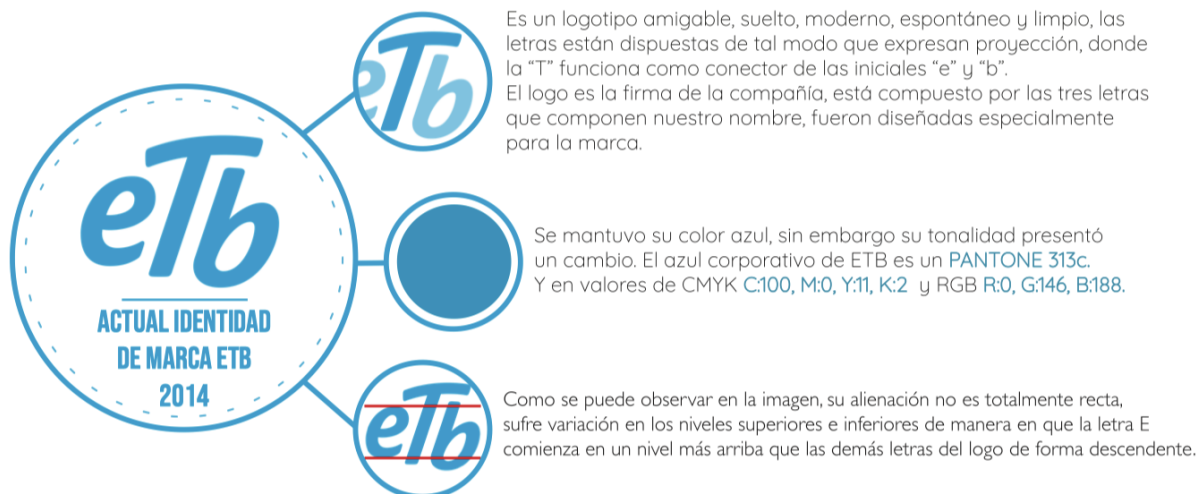 eTb
ACTUAL IDENTIDAD
DE MARCA ETB
2014
eTb
Es un logotipo amigable, suelto, moderno, espontáneo y limpio, las
letras están dispuestas de tal modo que expresan proyección, donde
la “T” funciona como conector de las iniciales “e” y “b”.
El logo es la firma de la compañía, está compuesto por las tres letras
que componen nuestro nombre, fueron diseñadas especialmente
para la marca.
Se mantuvo su color azul, sin embargo su tonalidad presentó
un cambio. El azul corporativo de ETB es un PANTONE 313c.
Y en valores de CMYK C:100, M:0, Y:11, K:2 y RGB R:0, G:146, B:188.
eTb
Como se puede observar en la imagen, su alienación no es totalmente recta,
sufre variación en los niveles superiores e inferiores de manera en que la letra E
comienza en un nivel más arriba que las demás letras del logo de forma descendente.